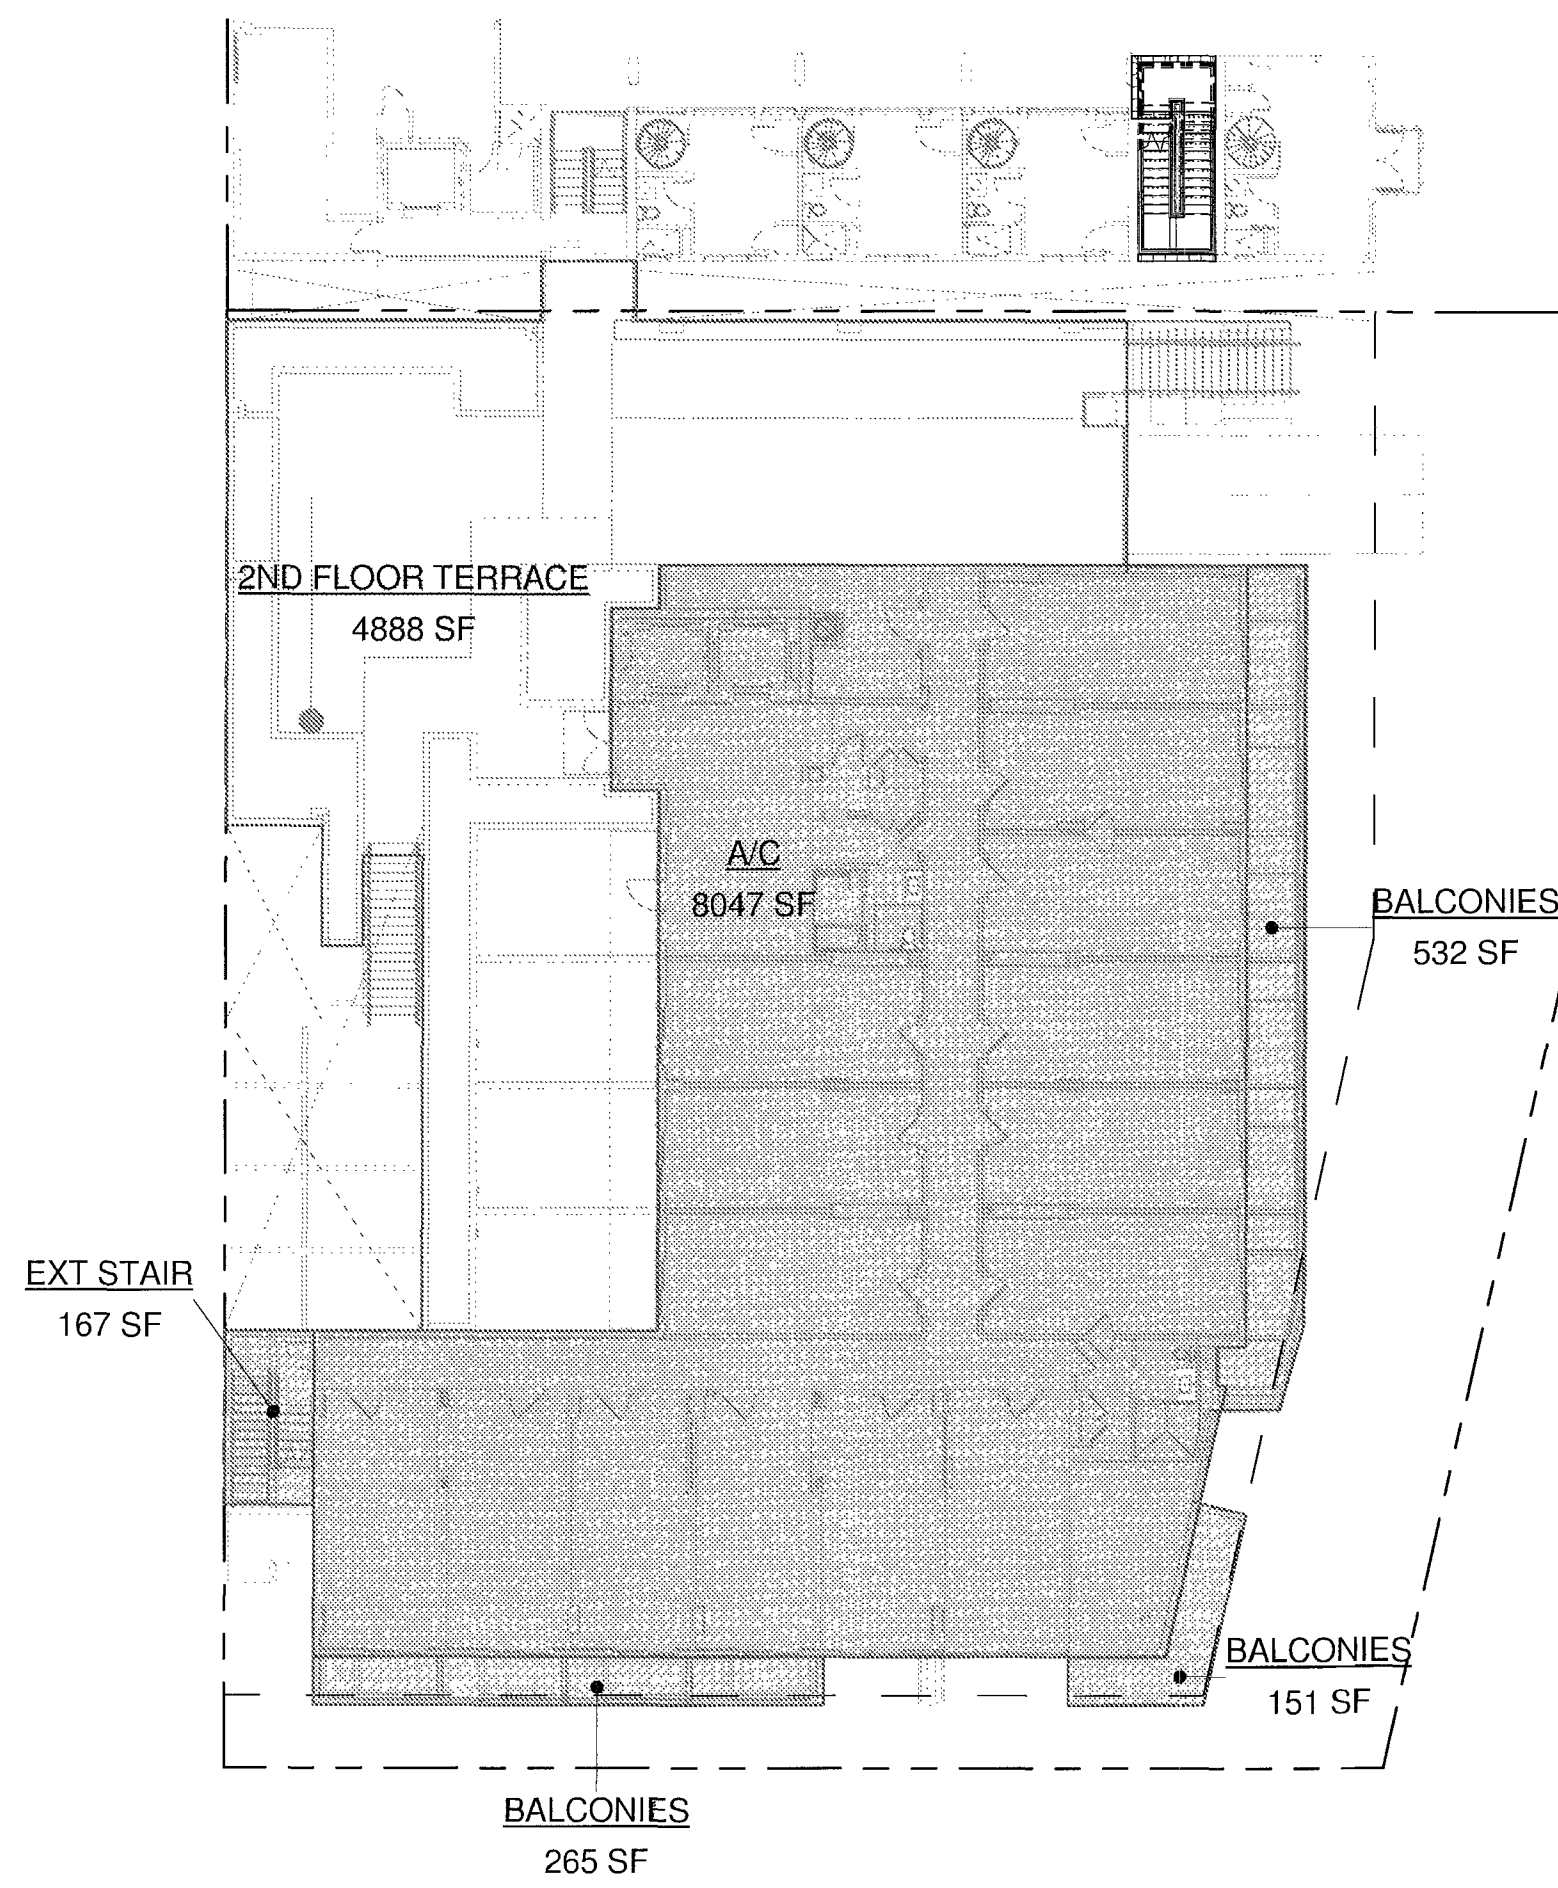 2ND FLOOR TERRACE
4888 SF
A/C
8047 SF
BALCONIES
532 SF
EXT STAIR
167 SF
BALCONIES
151 SF
BALCONIES
265 SF